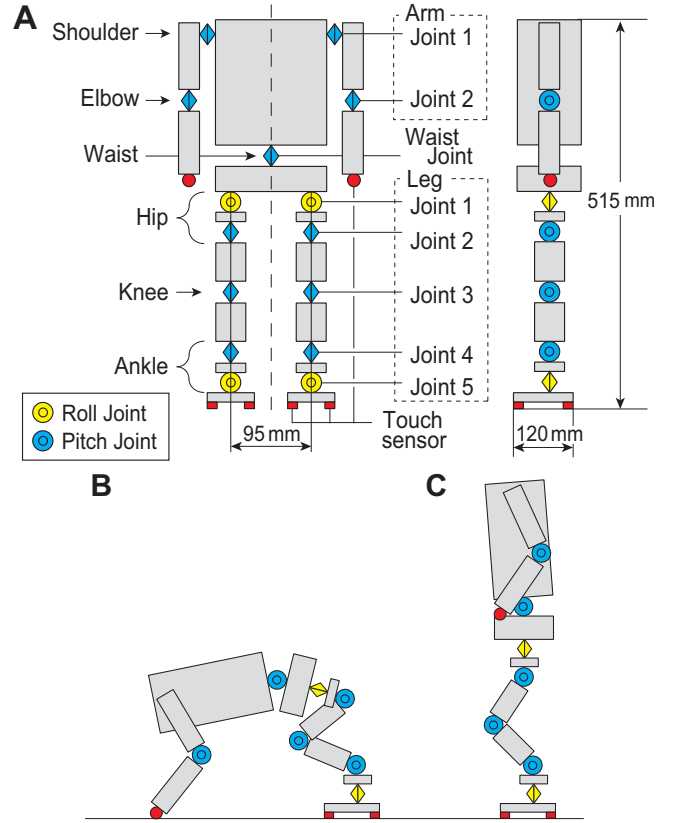 A
Shoulder
Elbow
Waist
Hip
Knee
Ankle
Arm
Joint 1
Joint 2
Waist
Joint
Leg
Joint 1
Joint 2
Joint 3
Joint 4
Joint 5
Touch
sensor
515 mm
95 mm
120 mm
Roll Joint
Pitch Joint
B
C